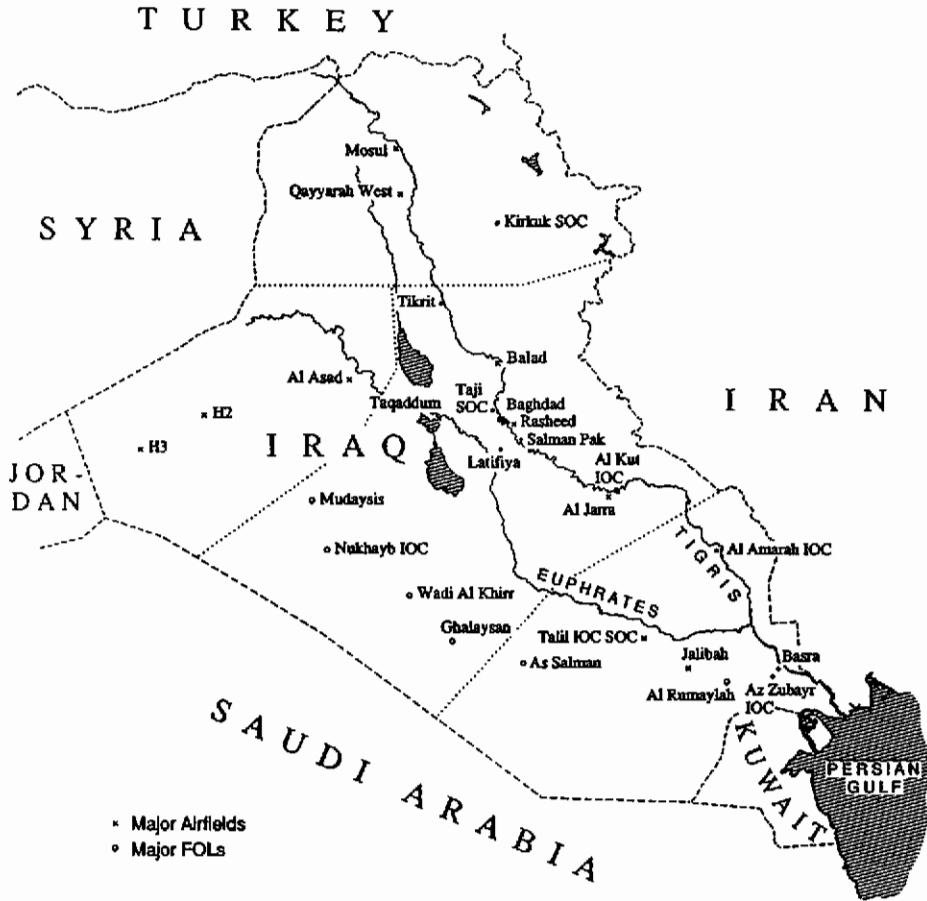 TURKEY
Mosul
Qayyarah West
SYRIA
Kirkuk SOC
Tikrit
Balad
Al Asad
Taji
SOC
IRAN
Taqaddum
Baghdad
H2
Rasheed
IRAQ
Salman Pak
H3
Latifiya
Al Kut
IOC
JOR-
DAN
Mudaysis
Al Jarra
TIGRIS
Nukhayb IOC
Al Amarah IOC
EUPHRATES
Wadi Al Khirr
Ghalaysan
Talil IOC SOC
As Salman
Jalibah
Basra
Al Rumaylah
Az Zubayr
IOC
SAUDI ARABIA
KUWAIT
PERSIAN
GULF
× Major Airfields
o Major FOLs